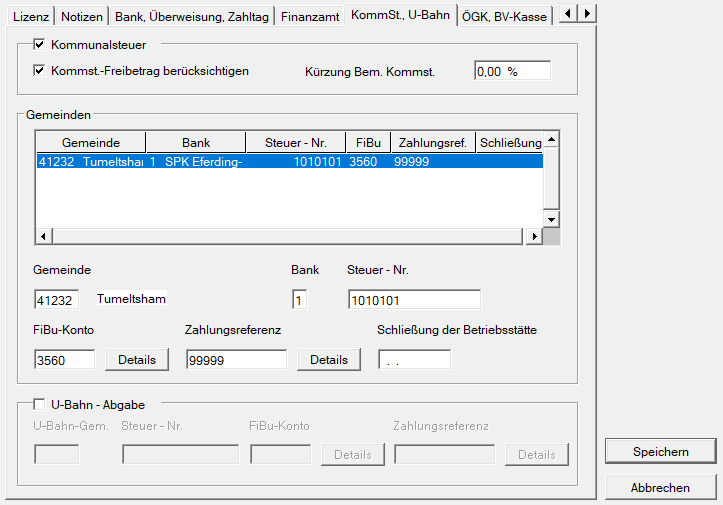 Lizenz Notizen Bank, Überweisung, Zahltag Finanzamt KommSt., U-Bahn ÖGK, BV-Kasse
Kommunalsteuer
Kommst.-Freibetrag berücksichtigen Kürzung Bem. Kommst. 0,00 %
Gemeinden
Gemeinde Bank Steuer - Nr. FiBu Zahlungsref. Schließung
41232 Tumeltshar 1 SPK Eferding- 1010101 3560 99999
Gemeinde Bank Steuer - Nr.
41232 Tumeltsham 1 1010101
FiBu-Konto Zahlungsreferenz Schließung der Betriebsstätte
3560 Details 99999 Details . .
U-Bahn - Abgabe
U-Bahn-Gem. Steuer - Nr. FiBu-Konto Zahlungsreferenz
Details Details
Speichern
Abbrechen